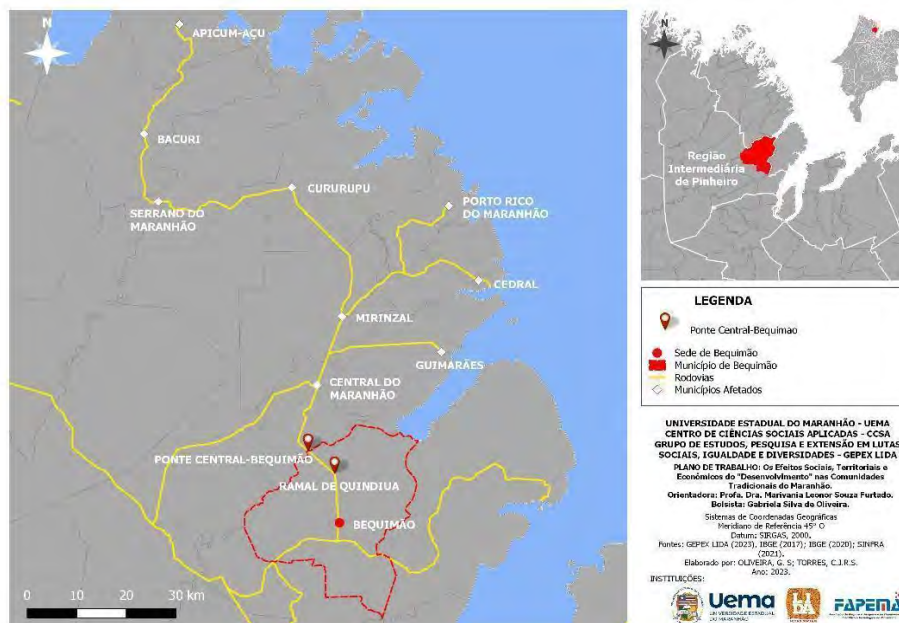 N
APICUM-AÇU
BACURI
CURURUPU
SERRANO DO
MARANHÃO
PORTO RICO
DO MARANHÃO
CEDRAL
MIRINZAL
GUIMARÃES
CENTRAL DO
MARANHÃO
PONTE CENTRAL-BEQUIMÃO
RAMAL DE QUINDIUA
BEQUIMÃO
0 10 20 30 km
N
Região
Intermediária
de Pinheiro
LEGENDA
Ponte Central-Bequimao
Sede de Bequimão
Município de Bequimão
Rodovias
Municípios Afetados
UNIVERSIDADE ESTADUAL DO MARANHÃO - UEMA
CENTRO DE CIÊNCIAS SOCIAIS APLICADAS - CCSA
GRUPO DE ESTUDOS, PESQUISA E EXTENSÃO EM LUTAS
SOCIAIS, IGUALDADE E DIVERSIDADES - GEPEX LIDA
PLANO DE TRABALHO: Os Efeitos Sociais, Territoriais e
Econômicos do "Desenvolvimento" nas Comunidades
Tradicionais do Maranhão.
Orientadora: Profa. Dra. Marivania Leonor Souza Furtado.
Bolsista: Gabriela Silva de Oliveira.
Sistemas de Coordenadas Geográficas
Meridiano de Referência 45º O
Datum: SIRGAS, 2000.
Fontes: GEPEX LIDA (2023), IBGE (2017); IBGE (2020); SINFRA
(2021).
Elaborado por: OLIVEIRA, G. S; TORRES, C.J.R.S.
Ano: 2023.
INSTITUIÇÕES:
Uema
UNIVERSIDADE ESTADUAL
DO MARANHÃO
LIDA
FAPEMA